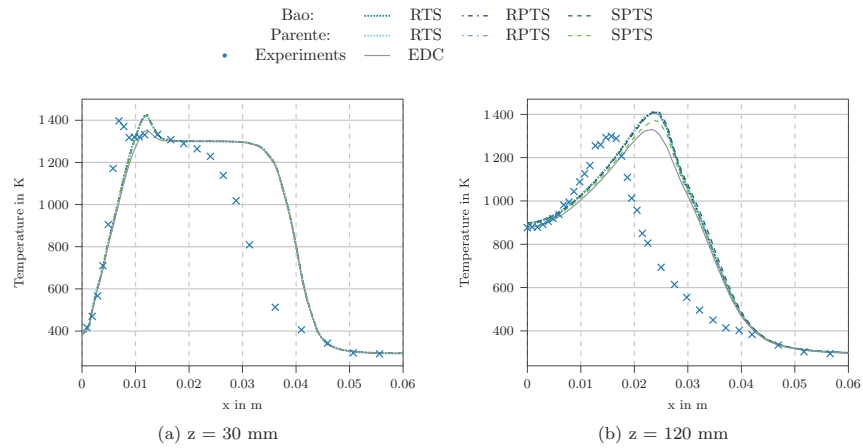 Bao: RTS RPTS SPTS
Parente: RTS RPTS SPTS
Experiments EDC
1 400
1 200
1 000
800
600
400
Temperature in K
0 0.01 0.02 0.03 0.04 0.05 0.06
x in m
(a) z = 30 mm
1 400
1 200
1 000
800
600
400
Temperature in K
0 0.01 0.02 0.03 0.04 0.05 0.06
x in m
(b) z = 120 mm